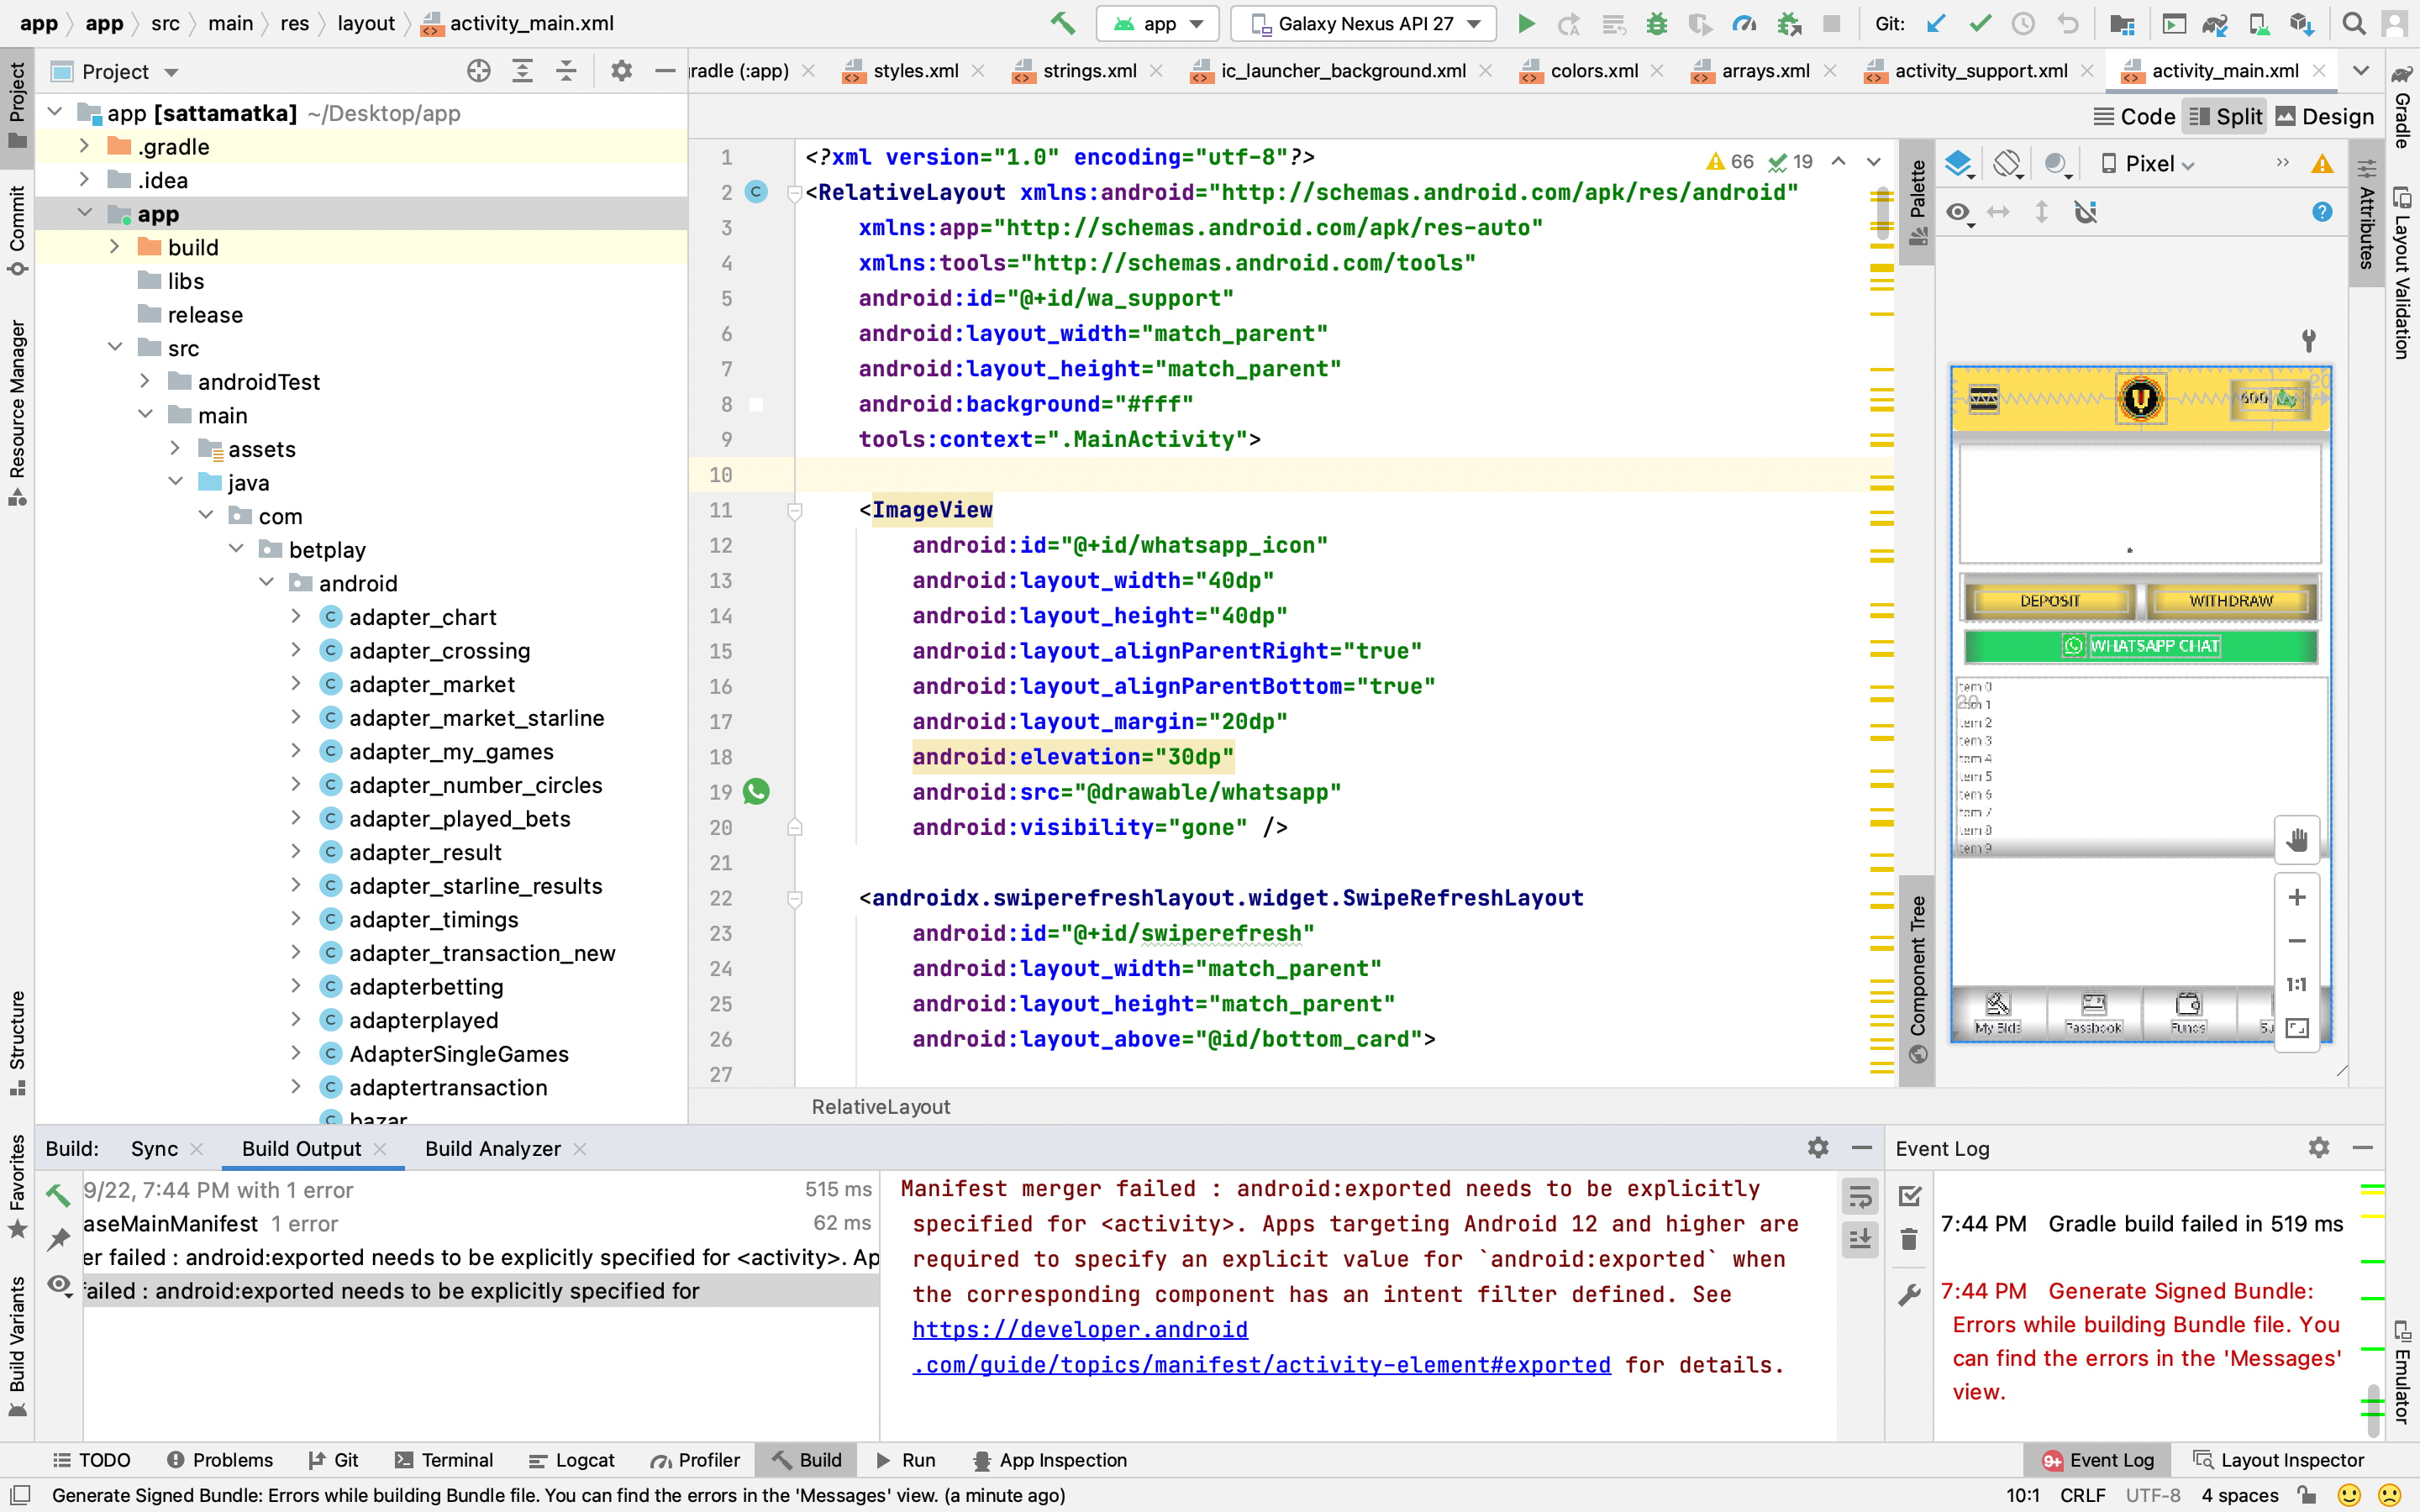 app app src main res layout activity_main.xml
app Galaxy Nexus API 27 Git:
Project
radle (:app) styles.xml strings.xml ic_launcher_background.xml colors.xml arrays.xml activity_support.xml activity_main.xml
Code Split Design
app [sattamatka] ~/Desktop/app
.gradle
.idea
app
build
libs
release
src
androidTest
main
assets
java
com
betplay
android
adapter_chart
adapter_crossing
adapter_market
adapter_market_starline
adapter_my_games
adapter_number_circles
adapter_played_bets
adapter_result
adapter_starline_results
adapter_timings
adapter_transaction_new
adapterbetting
adapterplayed
AdapterSingleGames
adaptertransaction
bazar
Project
Commit
Resource Manager
Structure
Favorites
Build Variants
66 19
1 <?xml version="1.0" encoding="utf-8"?>
2 <RelativeLayout xmlns:android="http://schemas.android.com/apk/res/android"
3 xmlns:app="http://schemas.android.com/apk/res-auto"
4 xmlns:tools="http://schemas.android.com/tools"
5 android:id="@+id/wa_support"
6 android:layout_width="match_parent"
7 android:layout_height="match_parent"
8 android:background="#fff"
9 tools:context=".MainActivity">
10
11 <ImageView
12 android:id="@+id/whatsapp_icon"
13 android:layout_width="40dp"
14 android:layout_height="40dp"
15 android:layout_alignParentRight="true"
16 android:layout_alignParentBottom="true"
17 android:layout_margin="20dp"
18 android:elevation="30dp"
19 android:src="@drawable/whatsapp"
20 android:visibility="gone" />
21
22 <androidx.swiperefreshlayout.widget.SwipeRefreshLayout
23 android:id="@+id/swiperefresh"
24 android:layout_width="match_parent"
25 android:layout_height="match_parent"
26 android:layout_above="@id/bottom_card">
27
RelativeLayout
Palette
Component Tree
Pixel
Attributes
Gradle
Layout Validation
Emulator
20
600
DEPOSIT WITHDRAW
WHATSAPP CHAT
Item 0
20
Item 1
Item 2
Item 3
Item 4
Item 5
Item 6
Item 7
Item 8
Item 9
1:1
My Bids Passbook Funds Su
Build: Sync Build Output Build Analyzer
9/22, 7:44 PM with 1 error 515 ms
aseMainManifest 1 error 62 ms
er failed : android:exported needs to be explicitly specified for <activity>. Ap
failed : android:exported needs to be explicitly specified for
Manifest merger failed : android:exported needs to be explicitly
specified for <activity>. Apps targeting Android 12 and higher are
required to specify an explicit value for `android:exported` when
the corresponding component has an intent filter defined. See
https://developer.android
.com/guide/topics/manifest/activity-element#exported for details.
Event Log
7:44 PM Gradle build failed in 519 ms
7:44 PM Generate Signed Bundle:
Errors while building Bundle file. You
can find the errors in the 'Messages'
view.
TODO Problems Git Terminal Logcat Profiler Build Run App Inspection 9+ Event Log Layout Inspector
Generate Signed Bundle: Errors while building Bundle file. You can find the errors in the 'Messages' view. (a minute ago) 10:1 CRLF UTF-8 4 spaces